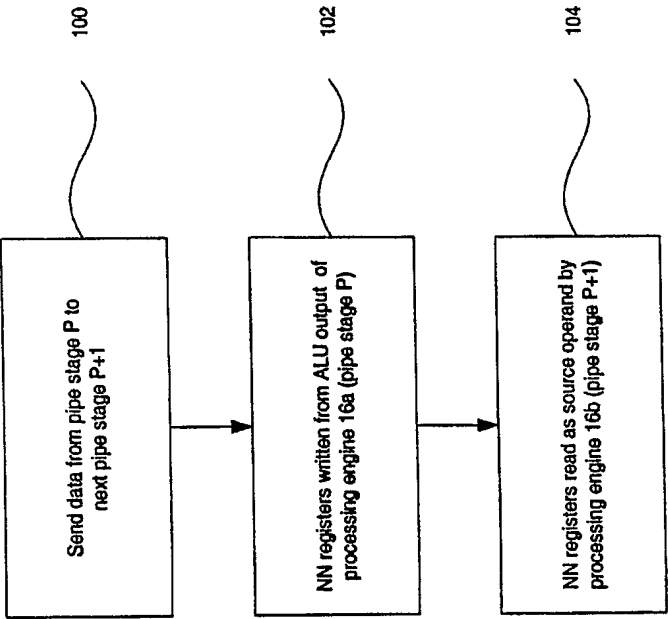 Send data from pipe stage P to
next pipe stage P+1
100
NN registers written from ALU output of
processing engine 16a (pipe stage P)
102
NN registers read as source operand by
processing engine 16b (pipe stage P+1)
104